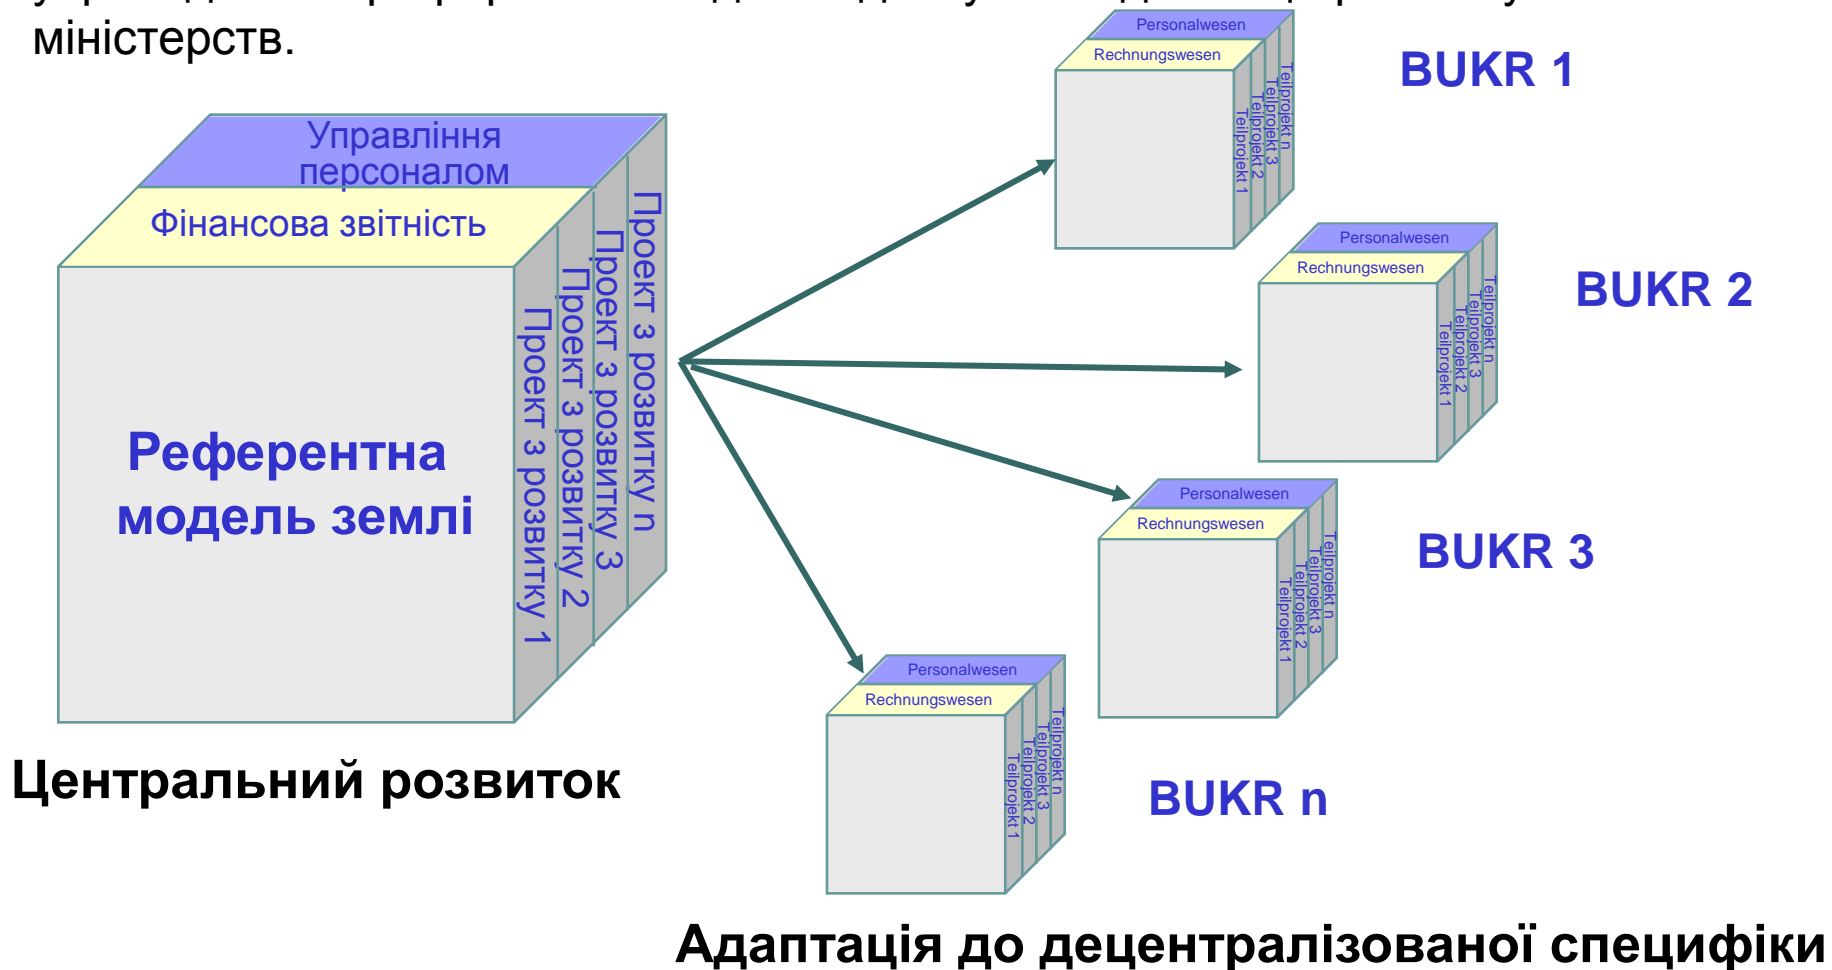 міністерств.
Управління
персоналом
Фінансова звітність
Референтна
модель землі
Проект з розвитку 1
Проект з розвитку 2
Проект з розвитку 3
Проект з розвитку n
Центральний розвиток
Personalwesen
Rechnungswesen
Teilprojekt 1
Teilprojekt 2
Teilprojekt 3
Teilprojekt n
BUKR 1
Personalwesen
Rechnungswesen
Teilprojekt 1
Teilprojekt 2
Teilprojekt 3
Teilprojekt n
BUKR 2
Personalwesen
Rechnungswesen
Teilprojekt 1
Teilprojekt 2
Teilprojekt 3
Teilprojekt n
BUKR 3
Personalwesen
Rechnungswesen
Teilprojekt 1
Teilprojekt 2
Teilprojekt 3
Teilprojekt n
BUKR n
Адаптація до децентралізованої специфіки